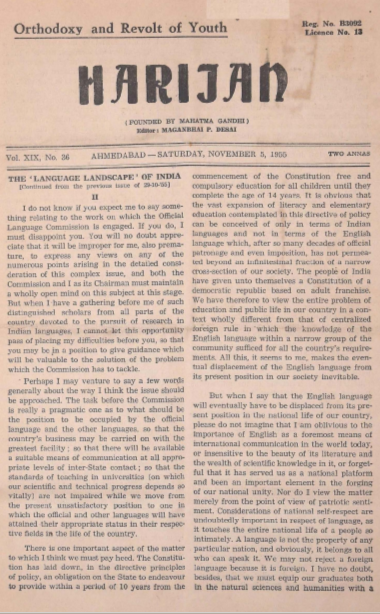 Orthodoxy and Revolt of Youth
Reg. No. B3092
Licence No. 13
HARIJAN
(FOUNDED BY MAHATMA GANDHI)
Editor: MAGANBHAI P. DESAI
Vol. XIX, No. 36 AHMEDABAD — SATURDAY, NOVEMBER 5, 1955 TWO ANNAS
THE 'LANGUAGE LANDSCAPE' OF INDIA
[Continued from the previous issue of 29-10-'55]
II
I do not know if you expect me to say some-
thing relating to the work on which the Official
Language Commission is engaged. If you do, I
must disappoint you. You will no doubt appre-
ciate that it will be improper for me, also prema-
ture, to express any views on any of the
numerous points arising in the detailed consi-
deration of this complex issue, and both the
Commission and I as its Chairman must maintain
a wholly open mind on this subject at this stage.
But when I have a gathering before me of such
distinguished scholars from all parts of the
country devoted to the pursuit of research in
Indian languages, I cannot let this opportunity
pass of placing my difficulties before you, so
that you may be in a position to give guidance which
will be valuable to the solution of the problem
which the Commission has to tackle.
Perhaps I may venture to say a few words
generally about the way I think the issue should
be approached. The task before the Commission
is really a pragmatic one as to what should be
the position to be occupied by the official
language and the other languages, so that the
country's business may be carried on with the
greatest facility; so that there will be available
a suitable means of communication at all appro-
priate levels of inter-State contact; so that the
standards of teaching in universities (on which
our scientific and technical progress depends so
vitally) are not impaired while we move from
the present unsatisfactory position to one in
which the official and other languages will have
attained their appropriate status in their respec-
tive fields in the life of the country.
There is one important aspect of the matter
to which I think we must pay heed. The Constitu-
tion has laid down, in the directive principles
of policy, an obligation on the State to endeavour
to provide within a period of 10 years from the
commencement of the Constitution free and
compulsory education for all children until they
complete the age of 14 years. It is obvious that
the vast expansion of literacy and elementary
education contemplated in this directive of policy
can be conceived of only in terms of Indian
languages and not in terms of the English
language which, after so many decades of official
patronage and even imposition, has not permea-
ted beyond an infinitesimal fraction of a narrow
cross-section of our society. The people of India
have given unto themselves a Constitution of a
democratic republic based on adult franchise.
We have therefore to view the entire problem of
education and public life in our country in a con-
text wholly different from that of centralised
foreign rule in which the knowledge of the
English language within a narrow group of the
community sufficed for all the country's require-
ments. All this, it seems to me, makes the even-
tual displacement of the English language from
its present position in our society inevitable.
But when I say that the English language
will eventually have to be displaced from its pre-
sent position in the national life of our country,
please do not imagine that I am oblivious to the
importance of English as a foremost means of
international communication in the world today,
or insensitive to the beauty of its literature and
the wealth of scientific knowledge in it, or forget-
ful that it has served us as a national platform
and been an important element in the forging
of our national unity. Nor do I view the matter
merely from the point of view of patriotic senti-
ment. Considerations of national self-respect are
undoubtedly important in respect of language, as
it touches the entire national life of a people so
intimately. A language is not the property of any
particular nation, and obviously, it belongs to all
who can speak it. We may not reject a foreign
language because it is foreign. I have no doubt,
besides, that we must equip our graduates both
in the natural sciences and humanities with a